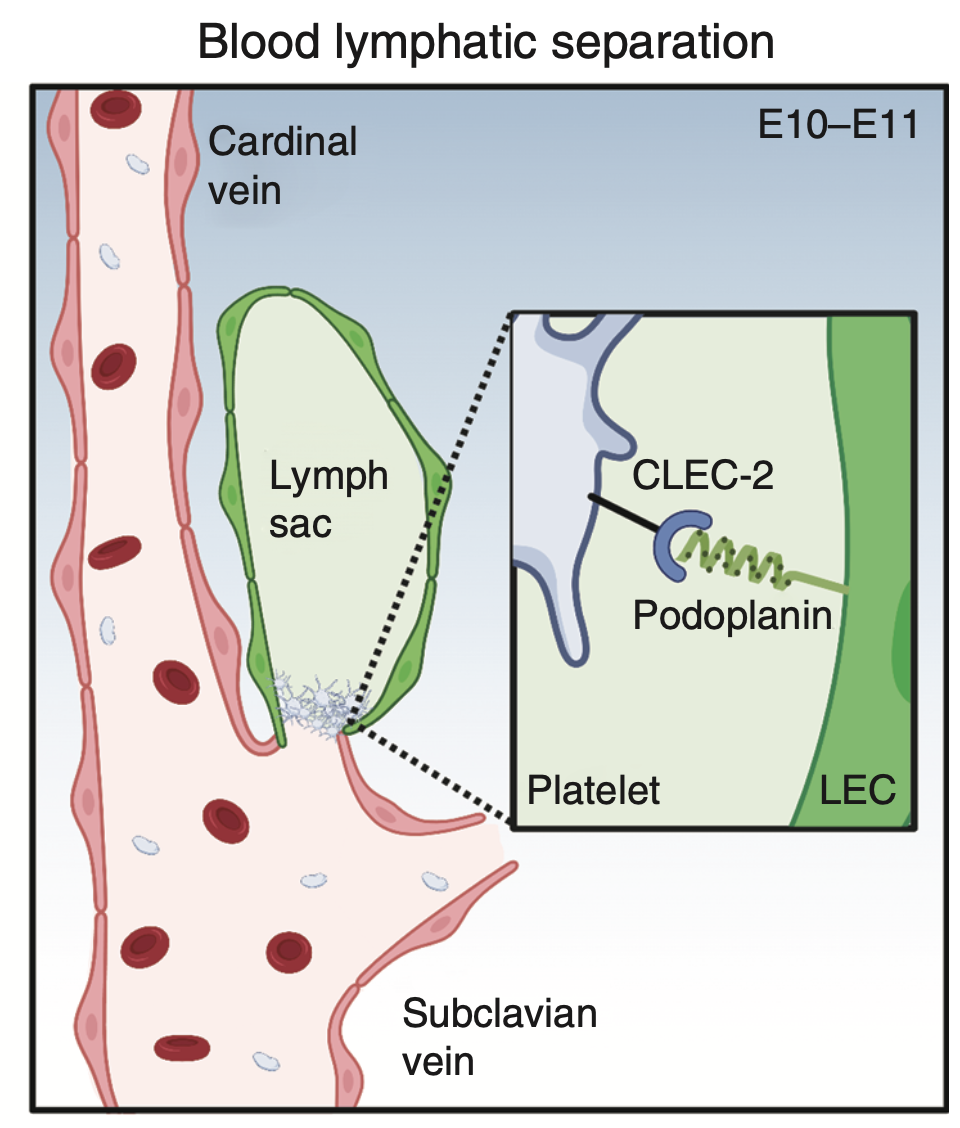 Blood lymphatic separation
E10–E11
Cardinal
vein
Lymph
sac
CLEC-2
Podoplanin
Platelet
LEC
Subclavian
vein